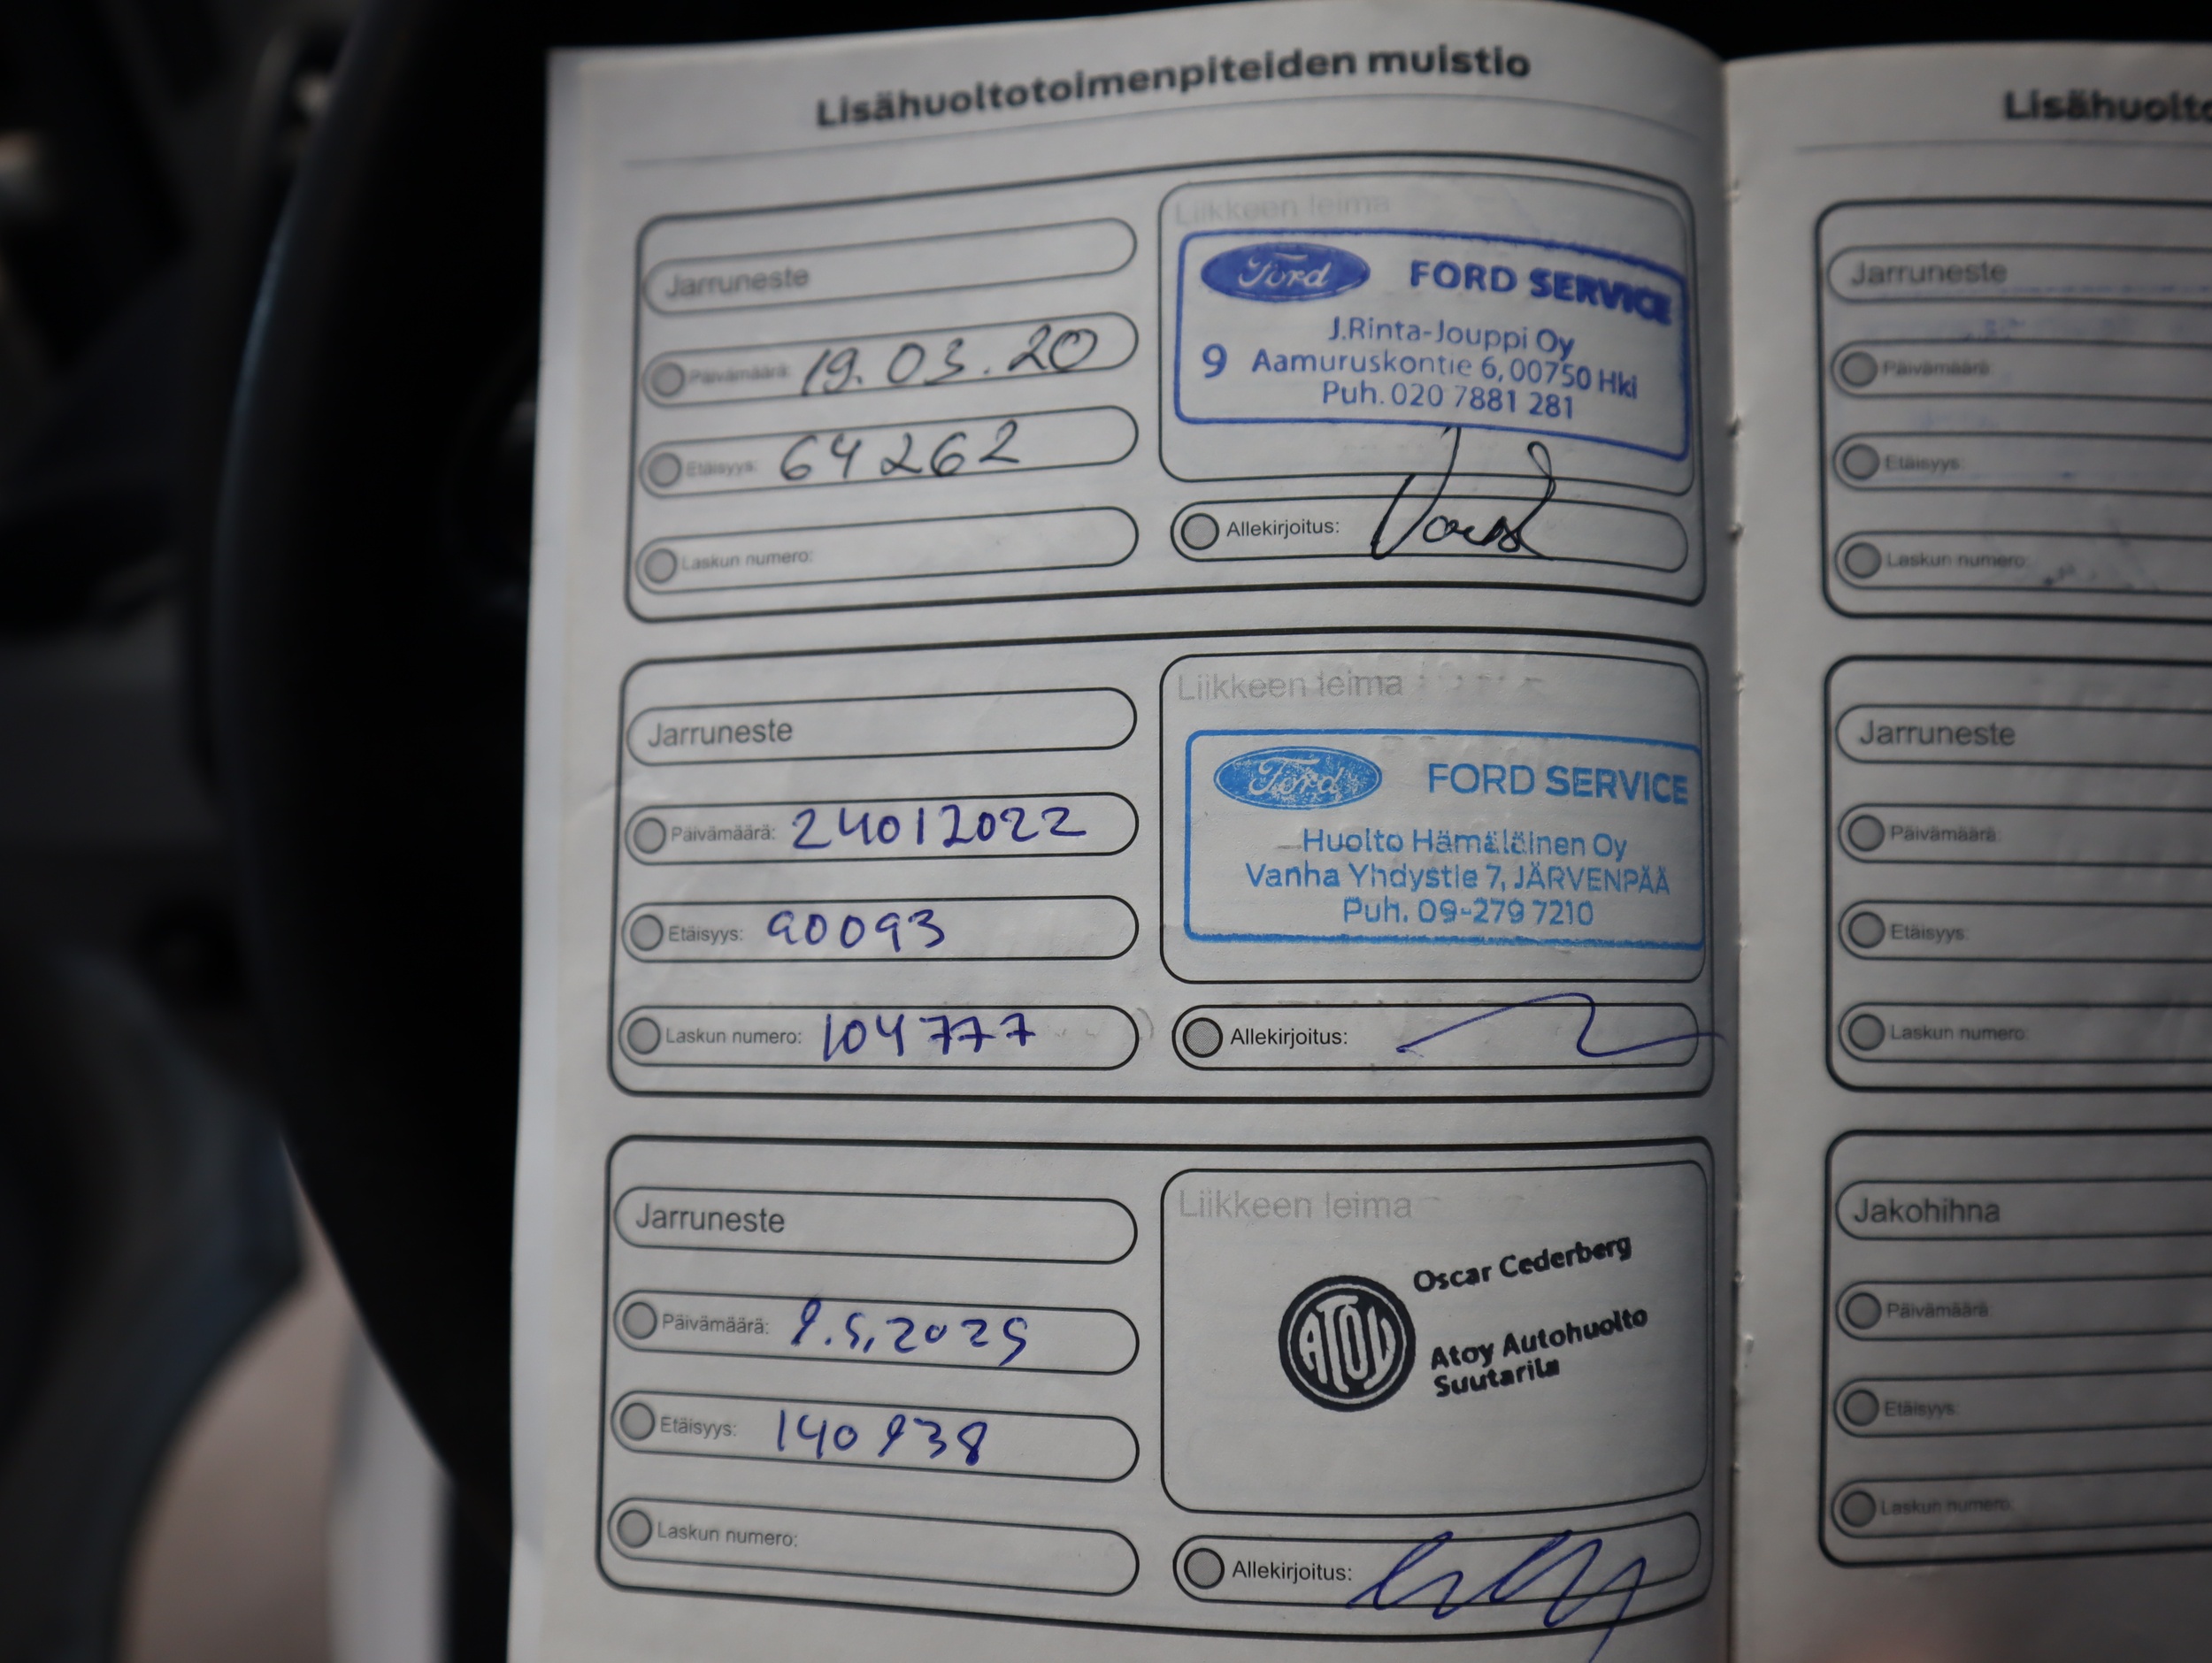 Lisähuoltotoimenpiteiden muistio
Jarruneste
Päivämäärä: 19.03.20
Etäisyys: 64262
Laskun numero:
Liikkeen leima
Ford FORD SERVICE
J.Rinta-Jouppi Oy
9 Aamuruskontie 6, 00750 Hki
Puh. 020 7881 281
Allekirjoitus:
Jarruneste
Päivämäärä: 24012022
Etäisyys: 90093
Laskun numero: 104777
Liikkeen leima
Ford FORD SERVICE
Huolto Hämäläinen Oy
Vanha Yhdystie 7, JÄRVENPÄÄ
Puh. 09-279 7210
Allekirjoitus:
Jarruneste
Päivämäärä: 9.5.2025
Etäisyys: 140938
Laskun numero:
Liikkeen leima
ATOY
Oscar Cederberg
Atoy Autohuolto
Suutarila
Allekirjoitus:
Jarruneste
Päivämäärä:
Etäisyys:
Laskun numero:
Jarruneste
Päivämäärä:
Etäisyys:
Laskun numero:
Jakohihna
Päivämäärä:
Etäisyys:
Laskun numero: